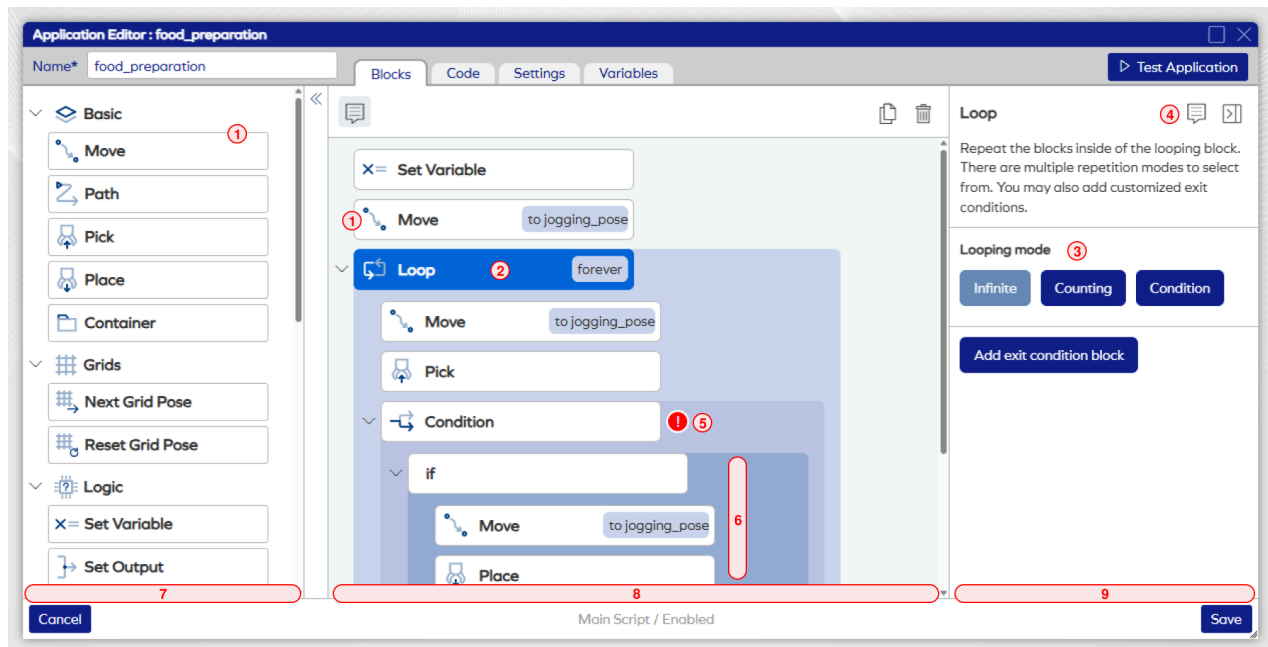 Application Editor : food_preparation
Name* food_preparation
Blocks Code Settings Variables
Test Application
Basic
1
Move
Path
Pick
Place
Container
Grids
Next Grid Pose
Reset Grid Pose
Logic
Set Variable
Set Output
7
Set Variable
1 Move to jogging_pose
Loop 2 forever
Move to jogging_pose
Pick
Condition ! 5
if
Move to jogging_pose
6
Place
8
Loop 4
Repeat the blocks inside of the looping block.
There are multiple repetition modes to select
from. You may also add customized exit
conditions.
Looping mode 3
Infinite Counting Condition
Add exit condition block
9
Cancel
Main Script / Enabled
Save